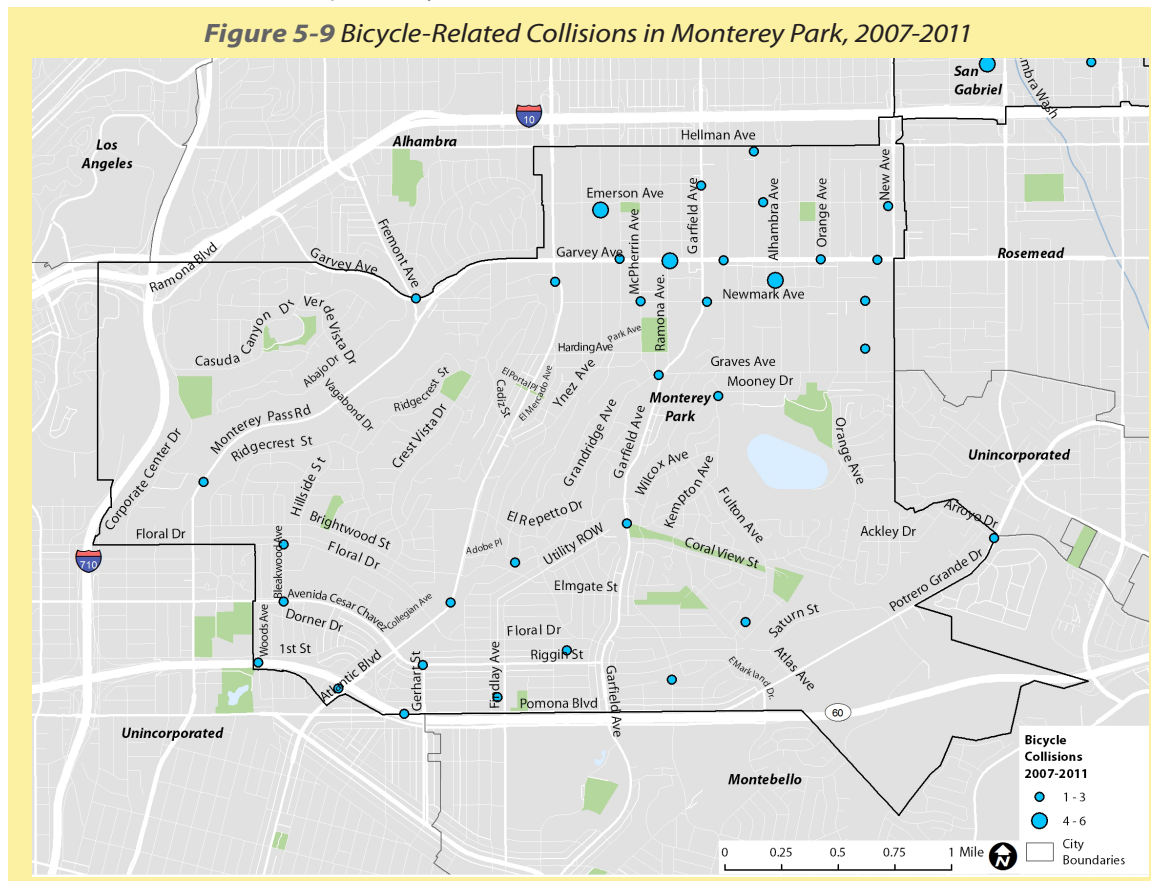 Figure 5-9 Bicycle-Related Collisions in Monterey Park, 2007-2011
San
Gabriel
mbra Wash
10
Hellman Ave
Los
Angeles
Alhambra
New Ave
Emerson Ave
Garfield Ave
Alhambra Ave
Orange Ave
McPherrin Ave
Fremont Ave
Ramona Blvd
Garvey Ave
Garvey Ave
Rosemead
Newmark Ave
Ramona Ave.
Casuda Canyon Dr
Verde Vista Dr
Park Ave
Harding Ave
Abajo Dr
Vagabond Dr
Ridgecrest St
El Portal Pl
El Mercado Ave
Cadiz St
Ynez Ave
Graves Ave
Mooney Dr
Monterey
Park
Monterey Pass Rd
Ridgecrest St
Crest Vista Dr
Grandridge Ave
Garfield Ave
Orange Ave
Corporate Center Dr
Hillside St
Wilcox Ave
Kempton Ave
Fulton Ave
Unincorporated
El Repetto Dr
Brightwood St
Floral Dr
Floral Dr
Bleakwood Ave
Adobe Pl
Utility ROW
Coral View St
Ackley Dr
Arroyo Dr
710
Potrero Grande Dr
Elmgate St
Avenida Cesar Chavez
Collegian Ave
Dorner Dr
Woods Ave
1st St
Floral Dr
Riggin St
Saturn St
Atlantic Blvd
Gerhart St
Findlay Ave
E Markland Dr.
Atlas Ave
Garfield Ave
Pomona Blvd
60
Unincorporated
Montebello
Bicycle
Collisions
2007-2011
1 - 3
4 - 6
City
Boundaries
0 0.25 0.5 0.75 1 Mile
N